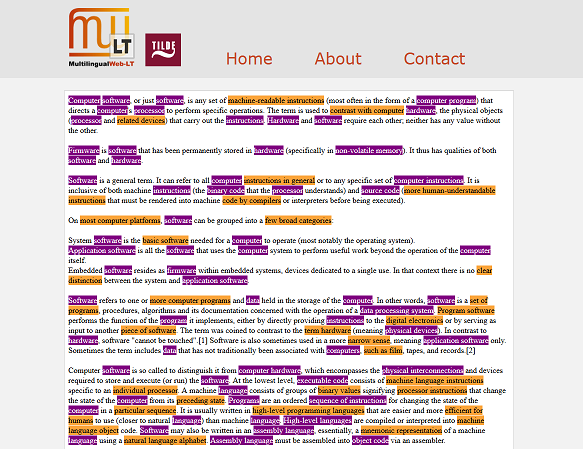 LT
TILDE
MultilingualWeb-LT
Home About Contact
Computer software, or just software, is any set of machine-readable instructions (most often in the form of a computer program) that
directs a computer's processor to perform specific operations. The term is used to contrast with computer hardware, the physical objects
(processor and related devices) that carry out the instructions. Hardware and software require each other; neither has any value without
the other.
Firmware is software that has been permanently stored in hardware (specifically in non-volatile memory). It thus has qualities of both
software and hardware.
Software is a general term. It can refer to all computer instructions in general or to any specific set of computer instructions. It is
inclusive of both machine instructions (the binary code that the processor understands) and source code (more human-understandable
instructions that must be rendered into machine code by compilers or interpreters before being executed).
On most computer platforms, software can be grouped into a few broad categories:
System software is the basic software needed for a computer to operate (most notably the operating system).
Application software is all the software that uses the computer system to perform useful work beyond the operation of the computer
itself.
Embedded software resides as firmware within embedded systems, devices dedicated to a single use. In that context there is no clear
distinction between the system and application software.
Software refers to one or more computer programs and data held in the storage of the computer. In other words, software is a set of
programs, procedures, algorithms and its documentation concerned with the operation of a data processing system. Program software
performs the function of the program it implements, either by directly providing instructions to the digital electronics or by serving as
input to another piece of software. The term was coined to contrast to the term hardware (meaning physical devices). In contrast to
hardware, software "cannot be touched".[1] Software is also sometimes used in a more narrow sense, meaning application software only.
Sometimes the term includes data that has not traditionally been associated with computers, such as film, tapes, and records.[2]
Computer software is so called to distinguish it from computer hardware, which encompasses the physical interconnections and devices
required to store and execute (or run) the software. At the lowest level, executable code consists of machine language instructions
specific to an individual processor. A machine language consists of groups of binary values signifying processor instructions that change
the state of the computer from its preceding state. Programs are an ordered sequence of instructions for changing the state of the
computer in a particular sequence. It is usually written in high-level programming languages that are easier and more efficient for
humans to use (closer to natural language) than machine language. High-level languages are compiled or interpreted into machine
language object code. Software may also be written in an assembly language, essentially, a mnemonic representation of a machine
language using a natural language alphabet. Assembly language must be assembled into object code via an assembler.